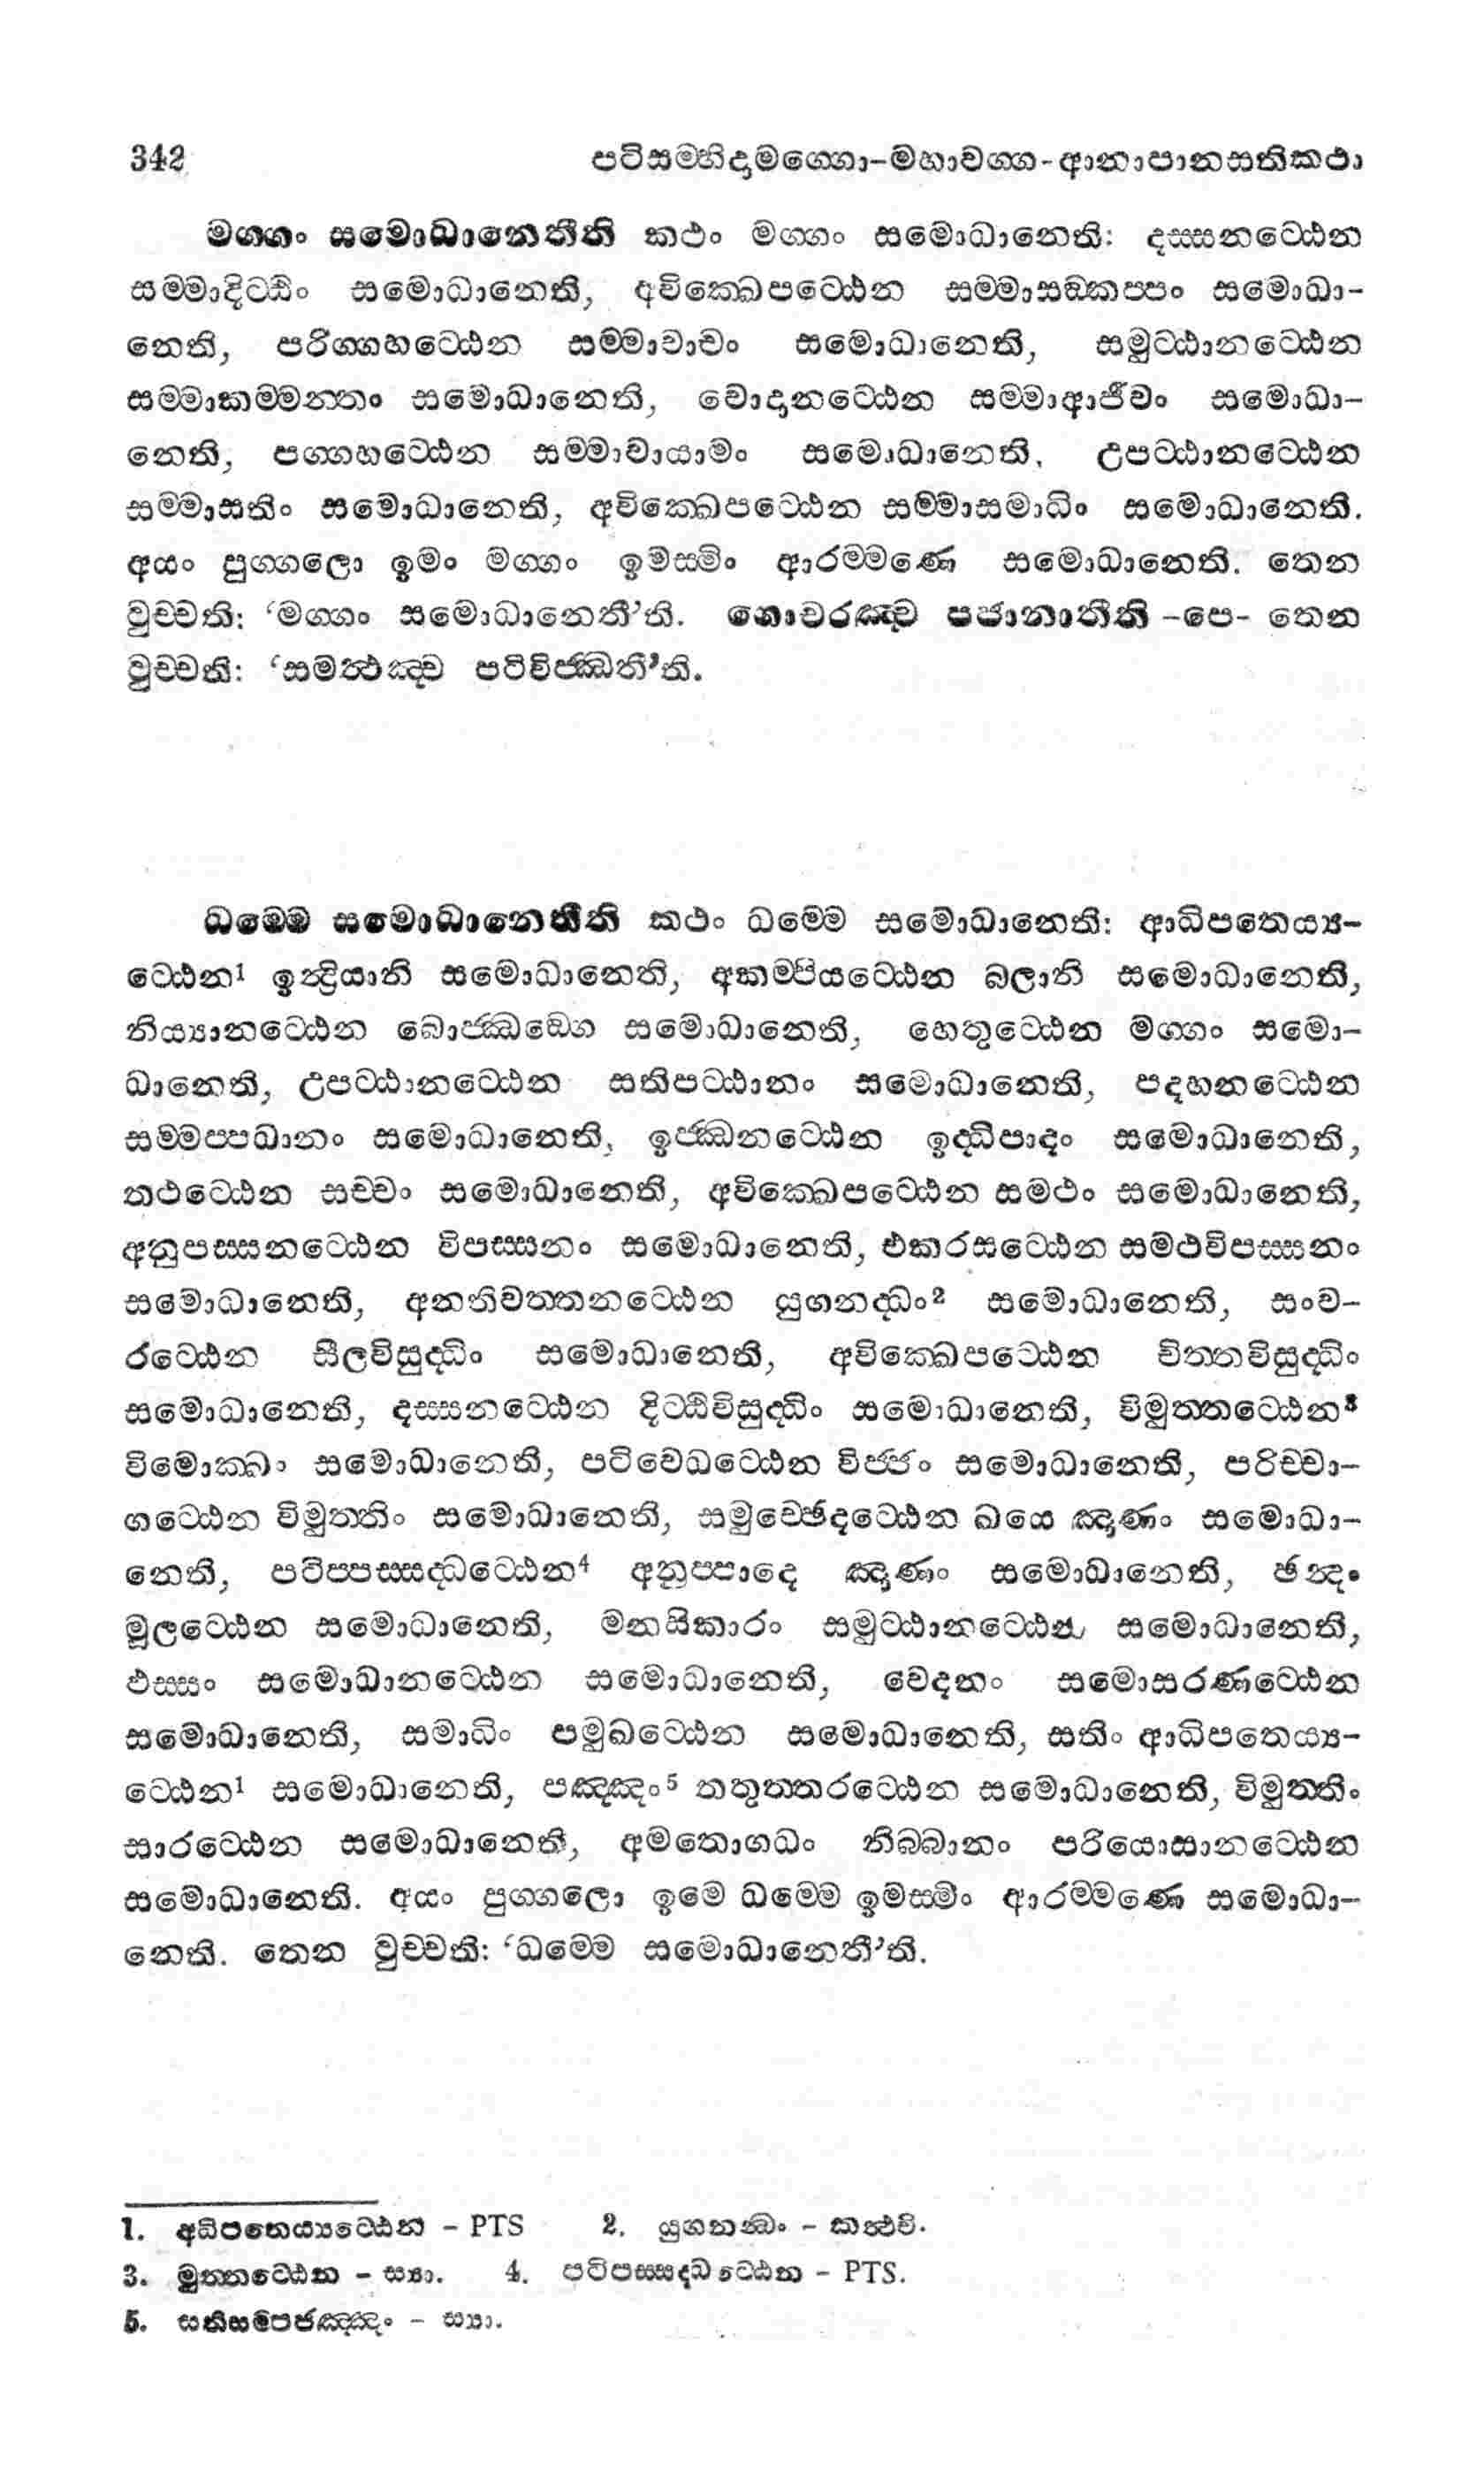 342 පටිසම්භිදාමග්ගො-මහාවග්ග-ආනාපානසතිකථා
මග්ගං සමොධානෙතීති කථං මග්ගං සමොධානෙති: දස්සනට්ඨෙන
සම්මාදිට්ඨිං සමොධානෙති, අවික්ඛෙපට්ඨෙන සම්මාසඞ්කප්පං සමොධා-
නෙති, පරිග්ගහට්ඨෙන සම්මාවාචං සමොධානෙති, සමුට්ඨානට්ඨෙන
සම්මාකම්මන්තං සමොධානෙති, වොදානට්ඨෙන සම්මාආජීවං සමොධා-
නෙති, පග්ගහට්ඨෙන සම්මාවායාමං සමොධානෙති, උපට්ඨානට්ඨෙන
සම්මාසතිං සමොධානෙති, අවික්ඛෙපට්ඨෙන සම්මාසමාධිං සමොධානෙති.
අයං පුග්ගලො ඉමං මග්ගං ඉමස්මිං ආරම්මණෙ සමොධානෙති. තෙන
වුච්චති: ‘මග්ගං සමොධානෙතී’ති. ගොචරඤ්ච පජානාතීති -පෙ- තෙන
වුච්චති: ‘සමත්ථඤ්ච පටිවිජ්ඣතී’ති.
ධම්මෙ සමොධානෙතීති කථං ධම්මෙ සමොධානෙති: ආධිපතෙය්‍ය-
ට්ඨෙන¹ ඉන්ද්‍රියානි සමොධානෙති, අකම්පියට්ඨෙන බලානි සමොධානෙති,
නිය්‍යානට්ඨෙන බොජ්ඣඞ්ගෙ සමොධානෙති, හෙතුට්ඨෙන මග්ගං සමො-
ධානෙති, උපට්ඨානට්ඨෙන සතිපට්ඨානං සමොධානෙති, පදහනට්ඨෙන
සම්මප්පධානං සමොධානෙති, ඉජ්ඣනට්ඨෙන ඉද්ධිපාදං සමොධානෙති,
තථට්ඨෙන සච්චං සමොධානෙති, අවික්ඛෙපට්ඨෙන සමථං සමොධානෙති,
අනුපස්සනට්ඨෙන විපස්සනං සමොධානෙති, එකරසට්ඨෙන සමථවිපස්සනං
සමොධානෙති, අනතිවත්තනට්ඨෙන යුගනද්ධං² සමොධානෙති, සංව-
රට්ඨෙන සීලවිසුද්ධිං සමොධානෙති, අවික්ඛෙපට්ඨෙන චිත්තවිසුද්ධිං
සමොධානෙති, දස්සනට්ඨෙන දිට්ඨිවිසුද්ධිං සමොධානෙති, විමුත්තට්ඨෙන³
විමොක්ඛං සමොධානෙති, පටිවෙධට්ඨෙන විජ්ජං සමොධානෙති, පරිච්චා-
ගට්ඨෙන විමුත්තිං සමොධානෙති, සමුච්ඡෙදට්ඨෙන ඛයෙ ඤාණං සමොධා-
නෙති, පටිප්පස්සද්ධට්ඨෙන⁴ අනුප්පාදෙ ඤාණං සමොධානෙති, ඡන්දං
මූලට්ඨෙන සමොධානෙති, මනසිකාරං සමුට්ඨානට්ඨෙන සමොධානෙති,
ඵස්සං සමොධානට්ඨෙන සමොධානෙති, වෙදනං සමොසරණට්ඨෙන
සමොධානෙති, සමාධිං පමුඛට්ඨෙන සමොධානෙති, සතිං ආධිපතෙය්‍ය-
ට්ඨෙන¹ සමොධානෙති, පඤ්ඤං⁵ තතුත්තරට්ඨෙන සමොධානෙති, විමුත්තිං
සාරට්ඨෙන සමොධානෙති, අමතොගධං නිබ්බානං පරියොසානට්ඨෙන
සමොධානෙති. අයං පුග්ගලො ඉමෙ ධම්මෙ ඉමස්මිං ආරම්මණෙ සමොධා-
නෙති. තෙන වුච්චති: ‘ධම්මෙ සමොධානෙතී’ති.
1. අධිපතෙය්‍යට්ඨෙන - PTS 2. යුගනන්ධං - කත්ථචි.
3. මුත්තට්ඨෙන - ස්‍යා. 4. පටිපස්සද්ධට්ඨෙන - PTS.
5. සතිසම්පජඤ්ඤං - ස්‍යා.